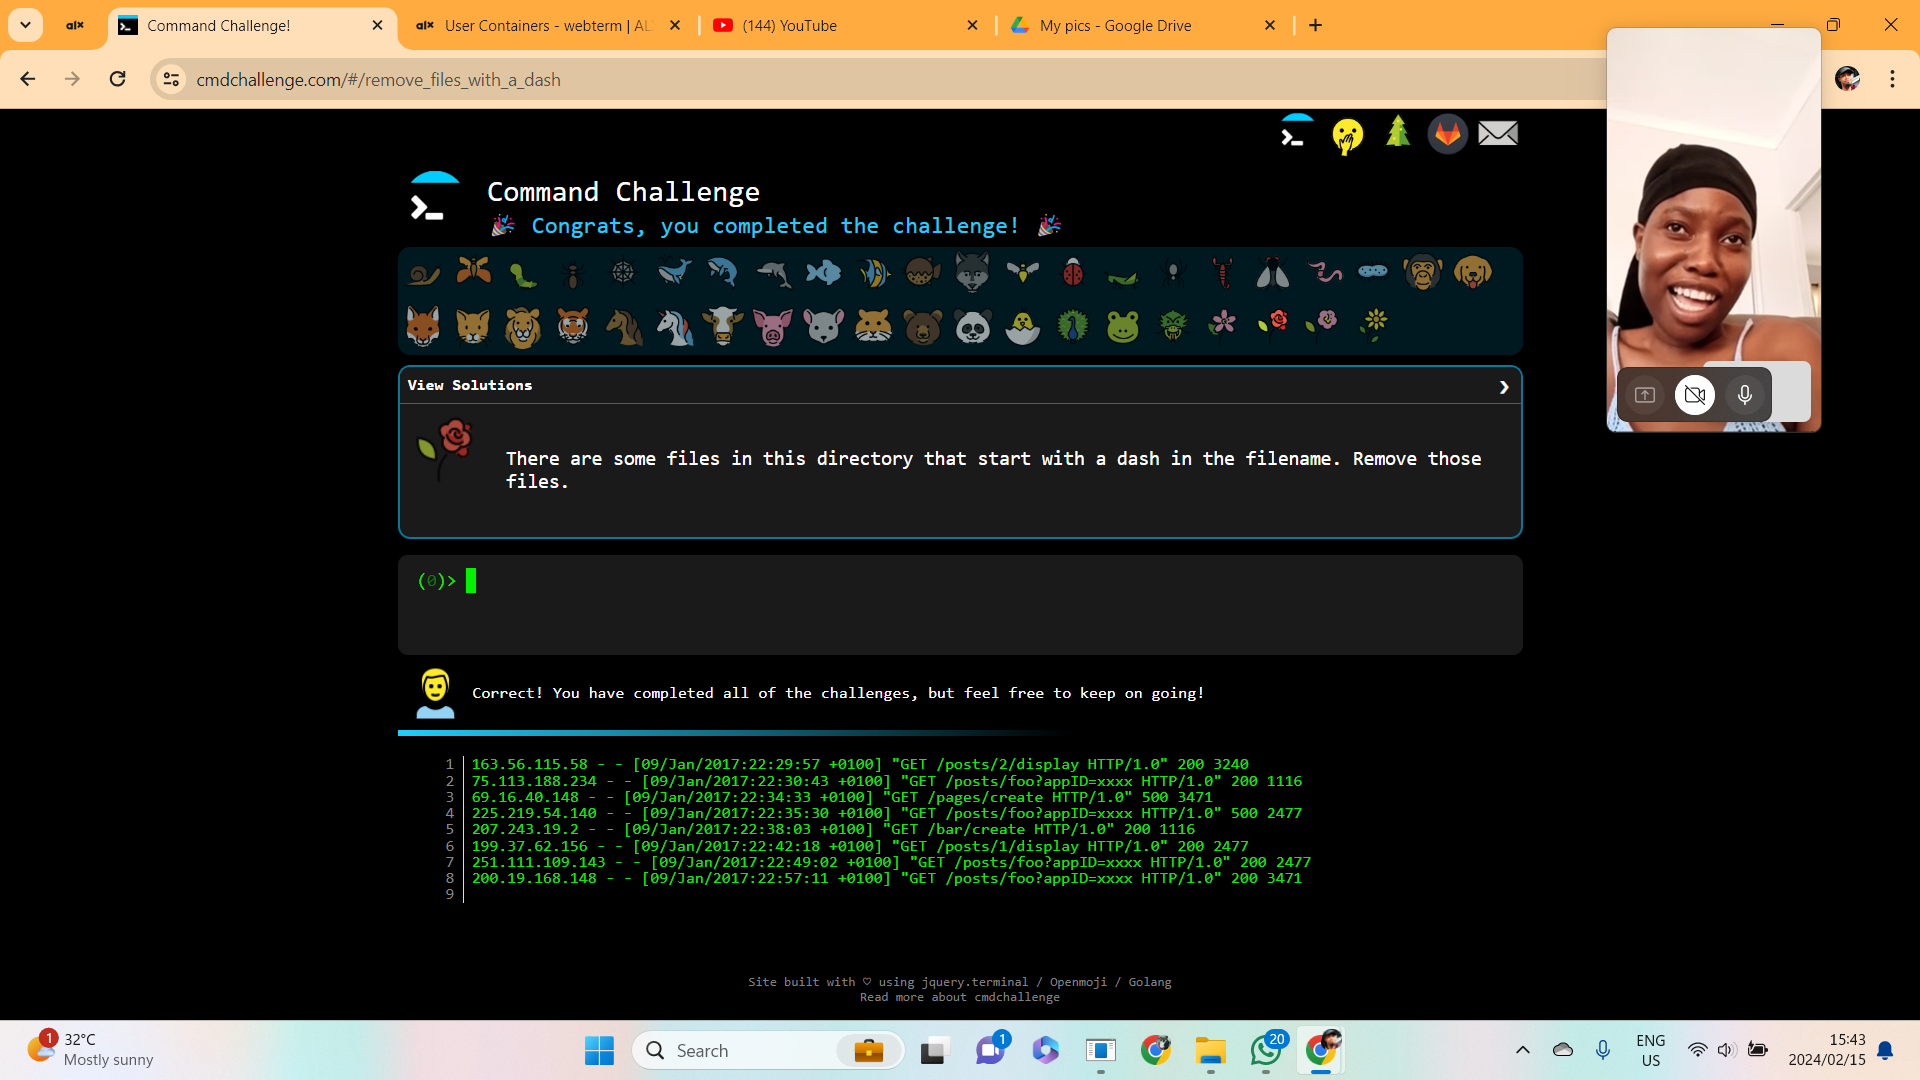 alx
Command Challenge!
alx
User Containers - webterm | AL
(144) YouTube
My pics - Google Drive
cmdchallenge.com/#/remove_files_with_a_dash
Command Challenge
Congrats, you completed the challenge!
View Solutions
There are some files in this directory that start with a dash in the filename. Remove those
files.
(0)>
Correct! You have completed all of the challenges, but feel free to keep on going!
1 163.56.115.58 - - [09/Jan/2017:22:29:57 +0100] "GET /posts/2/display HTTP/1.0" 200 3240
2 75.113.188.234 - - [09/Jan/2017:22:30:43 +0100] "GET /posts/foo?appID=xxxx HTTP/1.0" 200 1116
3 69.16.40.148 - - [09/Jan/2017:22:34:33 +0100] "GET /pages/create HTTP/1.0" 500 3471
4 225.219.54.140 - - [09/Jan/2017:22:35:30 +0100] "GET /posts/foo?appID=xxxx HTTP/1.0" 500 2477
5 207.243.19.2 - - [09/Jan/2017:22:38:03 +0100] "GET /bar/create HTTP/1.0" 200 1116
6 199.37.62.156 - - [09/Jan/2017:22:42:18 +0100] "GET /posts/1/display HTTP/1.0" 200 2477
7 251.111.109.143 - - [09/Jan/2017:22:49:02 +0100] "GET /posts/foo?appID=xxxx HTTP/1.0" 200 2477
8 200.19.168.148 - - [09/Jan/2017:22:57:11 +0100] "GET /posts/foo?appID=xxxx HTTP/1.0" 200 3471
9
Site built with ♡ using jquery.terminal / Openmoji / Golang
Read more about cmdchallenge
1
32°C
Mostly sunny
Search
1
20
ENG
US
15:43
2024/02/15